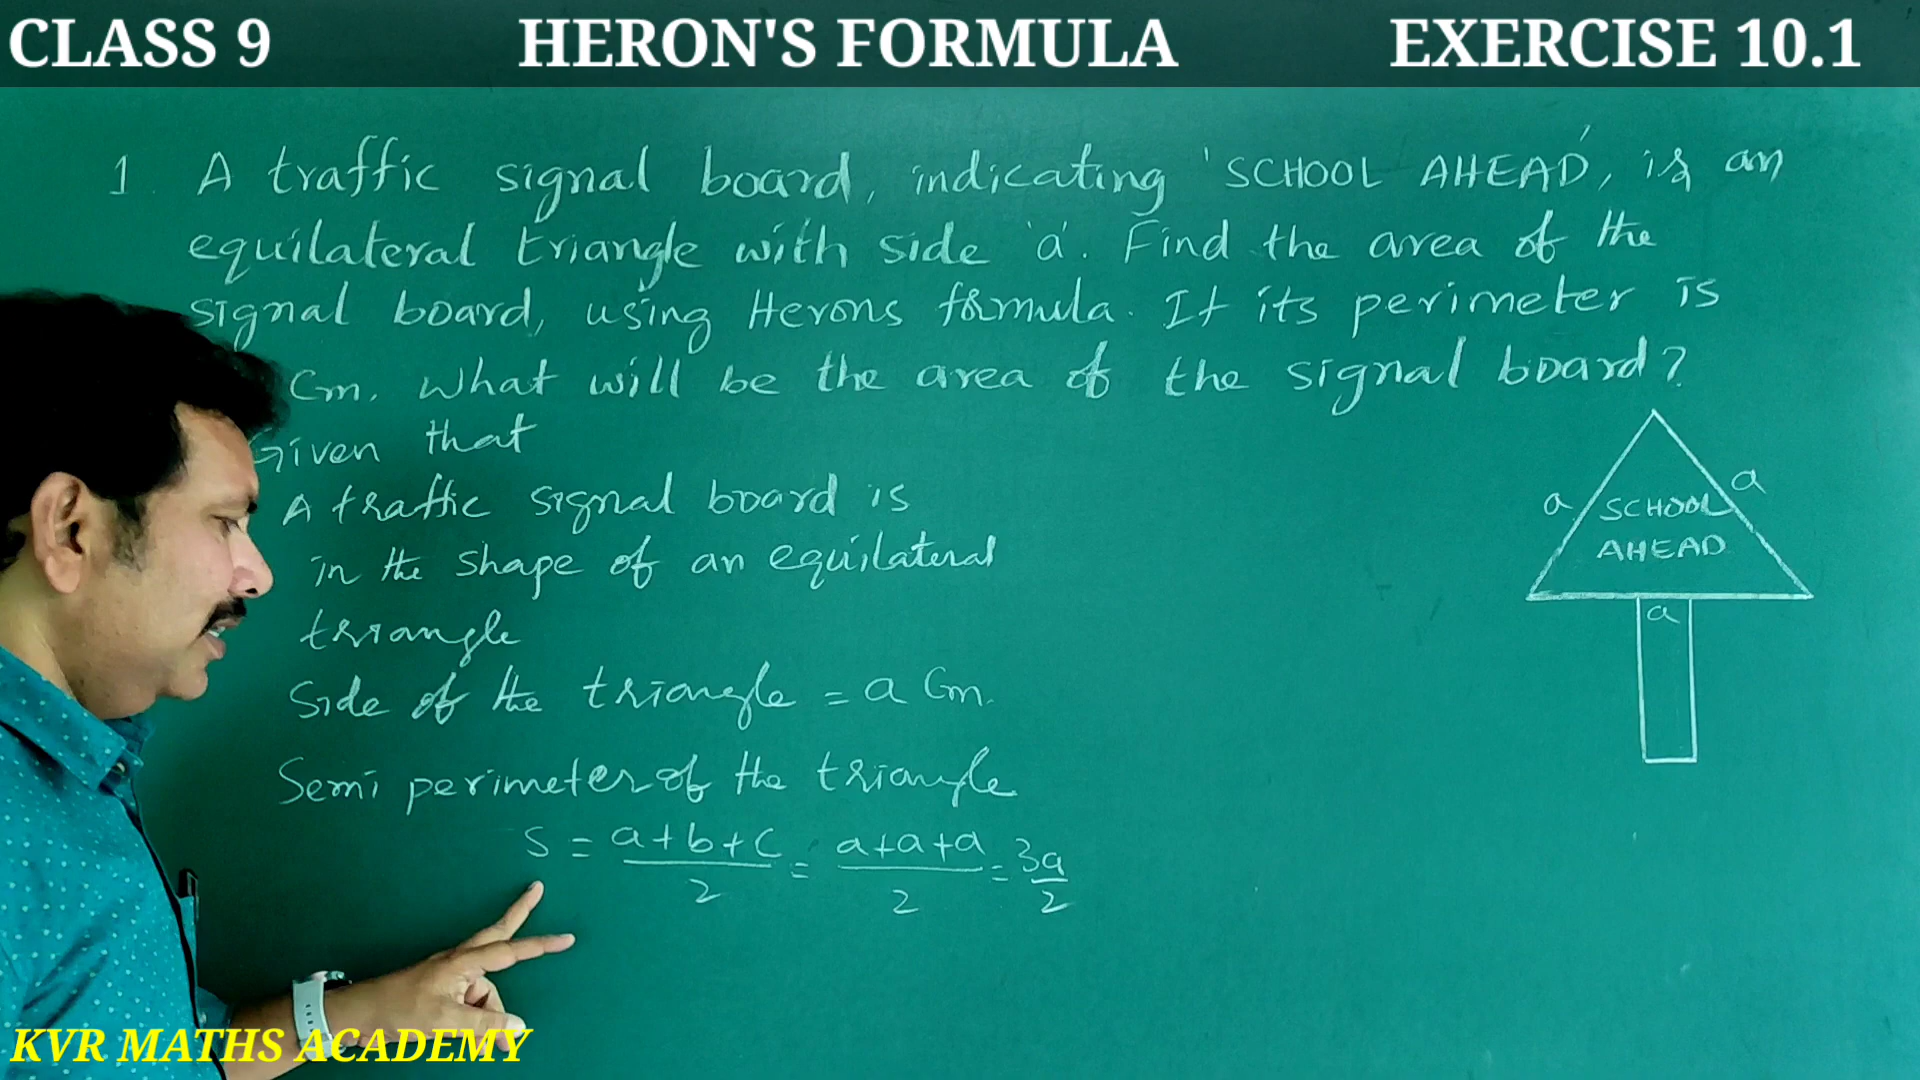 CLASS 9 HERON'S FORMULA EXERCISE 10.1
1. A traffic signal board, indicating 'SCHOOL AHEAD', is an
equilateral triangle with side 'a'. Find the area of the
signal board, using Herons formula. If its perimeter is
Cm. What will be the area of the signal board?
Given that
A traffic signal board is
in the shape of an equilateral
triangle
Side of the triangle = a Cm.
Semi perimeter of the triangle
S = a+b+c/2 = a+a+a/2 = 3a/2
a
a
SCHOOL
AHEAD
a
KVR MATHS ACADEMY